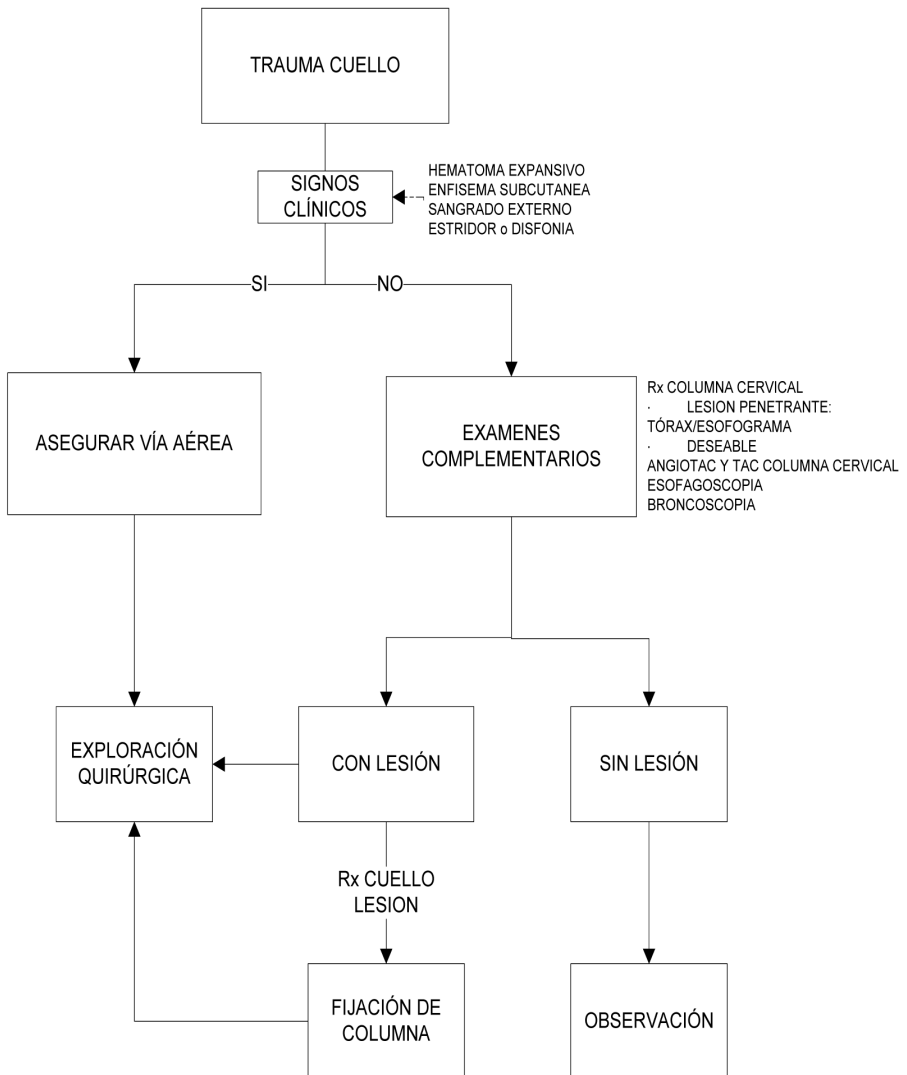 TRAUMA CUELLO
SIGNOS
CLÍNICOS
HEMATOMA EXPANSIVO
ENFISEMA SUBCUTANEA
SANGRADO EXTERNO
ESTRIDOR o DISFONIA
SI
NO
ASEGURAR VÍA AÉREA
EXAMENES
COMPLEMENTARIOS
Rx COLUMNA CERVICAL
· LESION PENETRANTE:
TÓRAX/ESOFOGRAMA
· DESEABLE
ANGIOTAC Y TAC COLUMNA CERVICAL
ESOFAGOSCOPIA
BRONCOSCOPIA
EXPLORACIÓN
QUIRÚRGICA
CON LESIÓN
SIN LESIÓN
Rx CUELLO
LESION
FIJACIÓN DE
COLUMNA
OBSERVACIÓN